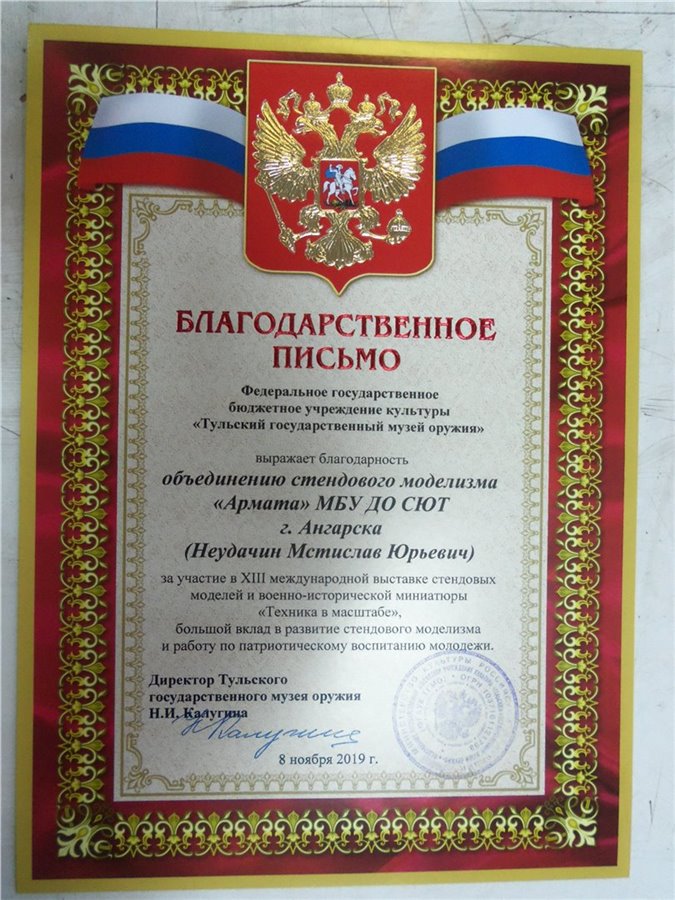 БЛАГОДАРСТВЕННОЕ
ПИСЬМО
Федеральное государственное
бюджетное учреждение культуры
«Тульский государственный музей оружия»
выражает благодарность
объединению стендового моделизма
«Армата» МБУ ДО СЮТ
г. Ангарска
(Неудачин Мстислав Юрьевич)
за участие в XIII международной выставке стендовых
моделей и военно-исторической миниатюры
«Техника в масштабе»,
большой вклад в развитие стендового моделизма
и работу по патриотическому воспитанию молодежи.
Директор Тульского
государственного музея оружия
Н.И. Калугина
8 ноября 2019 г.